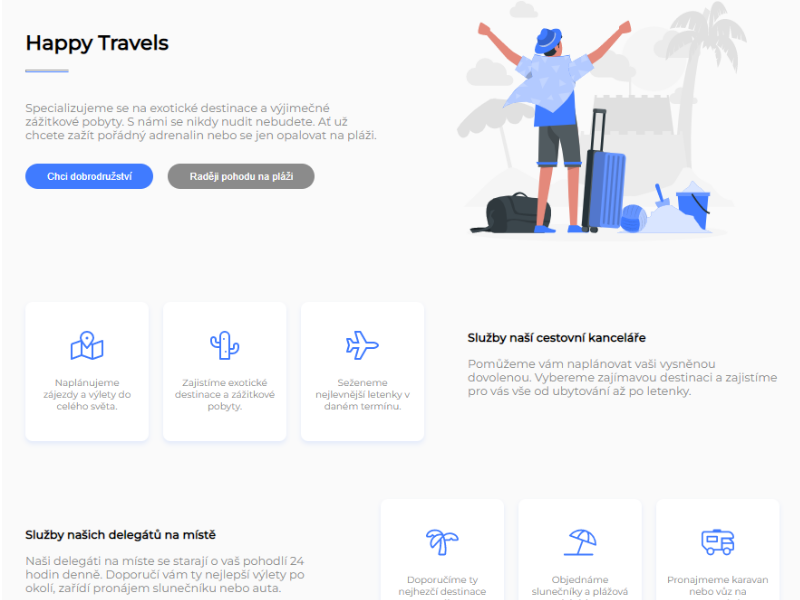 Happy Travels
Specializujeme se na exotické destinace a výjimečné
zážitkové pobyty. S námi se nikdy nudit nebudete. Ať už
chcete zažít pořádný adrenalin nebo se jen opalovat na pláži.
Chci dobrodružství
Raději pohodu na pláži
Naplánujeme
zájezdy a výlety do
celého světa.
Zajistíme exotické
destinace a zážitkové
pobyty.
Seženeme
nejlevnější letenky v
daném termínu.
Služby naší cestovní kanceláře
Pomůžeme vám naplánovat vaši vysněnou
dovolenou. Vybereme zajímavou destinaci a zajistíme
pro vás vše od ubytování až po letenky.
Služby našich delegátů na místě
Naši delegáti na míste se starají o vaš pohodlí 24
hodin denně. Doporučí vám ty nejlepší výlety po
okolí, zařídí pronájem slunečníku nebo auta.
Doporučíme ty
nejhezčí destinace
Objednáme
slunečníky a plážová
Pronajmeme karavan
nebo vůz na